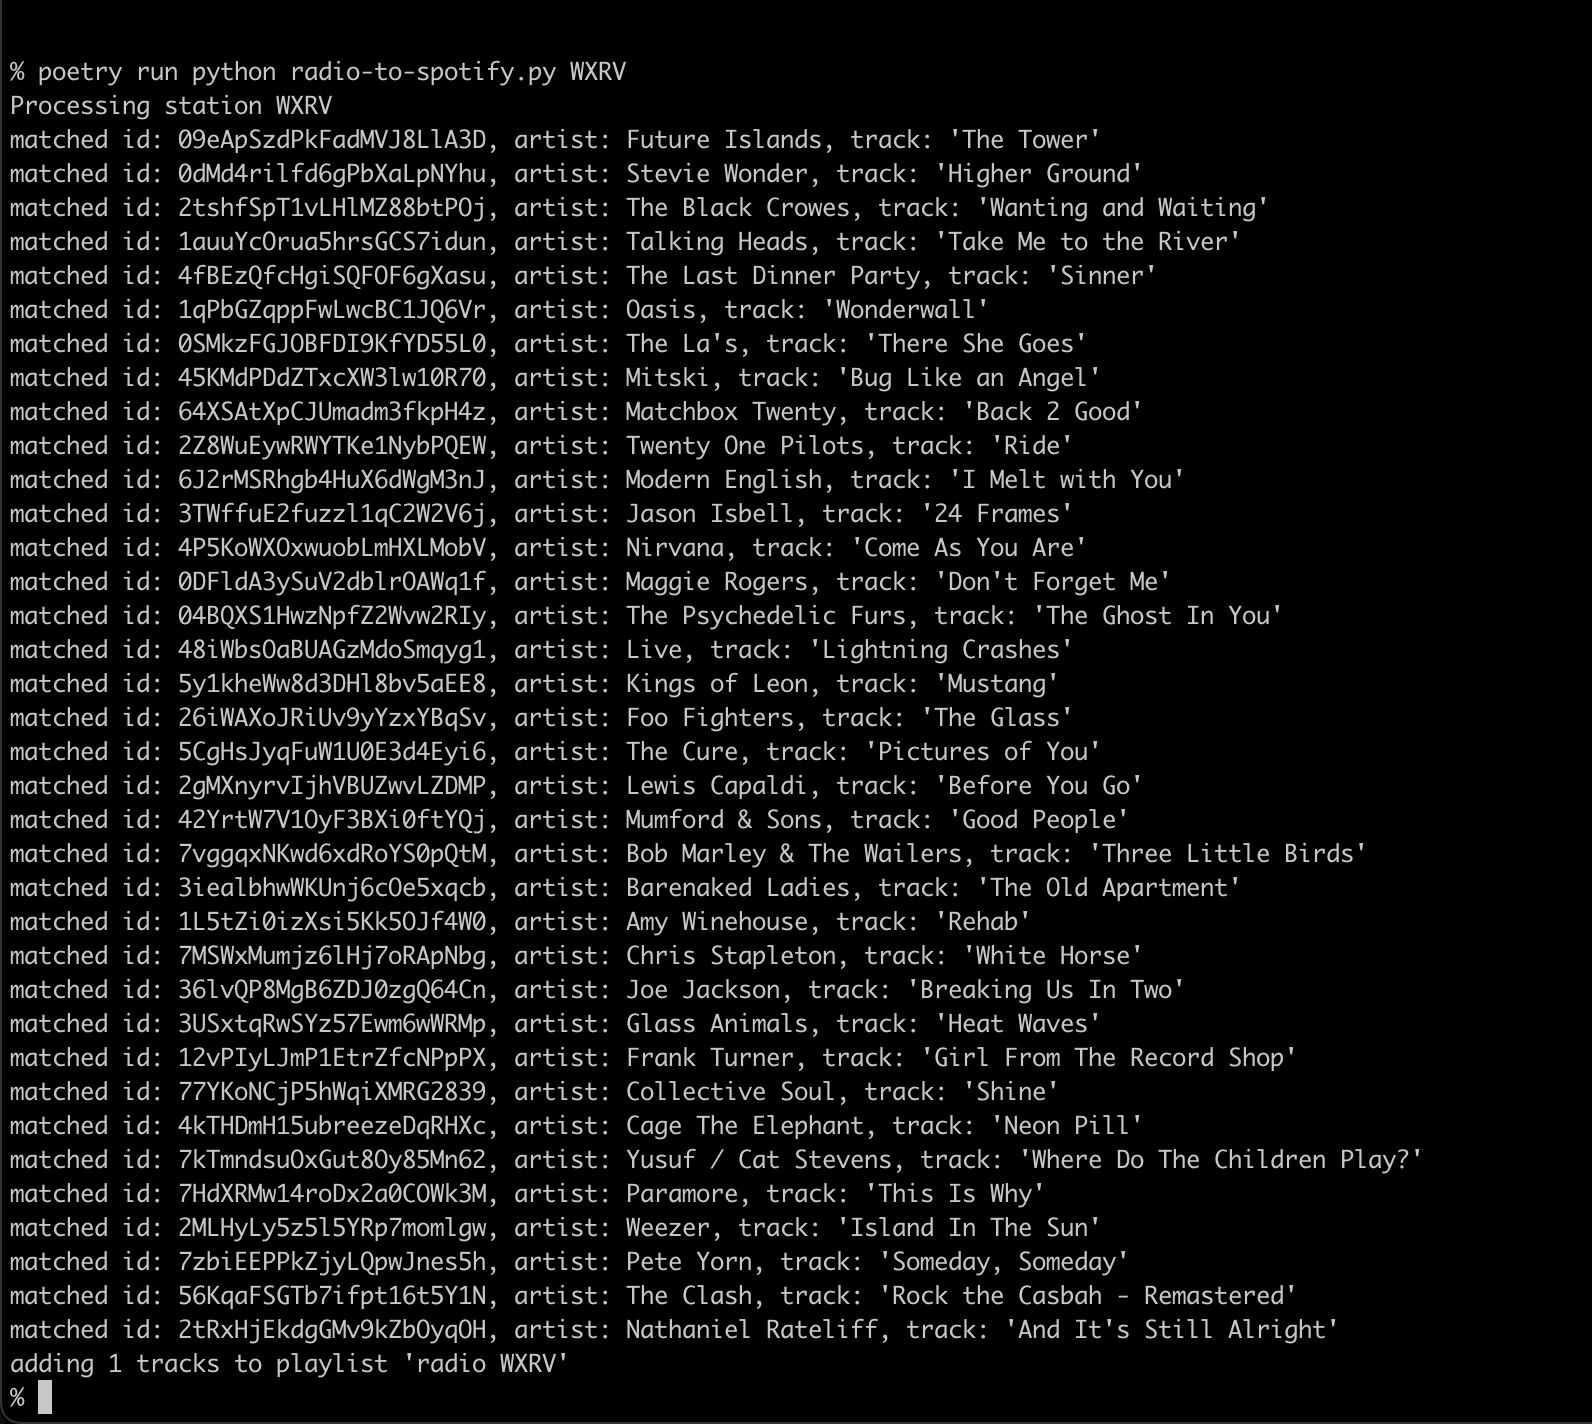 % poetry run python radio-to-spotify.py WXRV
Processing station WXRV
matched id: 09eApSzdPkFadMVJ8LlA3D, artist: Future Islands, track: 'The Tower'
matched id: 0dMd4rilfd6gPbXaLpNYhu, artist: Stevie Wonder, track: 'Higher Ground'
matched id: 2tshfSpT1vLHlMZ88btPOj, artist: The Black Crowes, track: 'Wanting and Waiting'
matched id: 1auuYcOrua5hrsGCS7idun, artist: Talking Heads, track: 'Take Me to the River'
matched id: 4fBEzQfcHgiSQFOF6gXasu, artist: The Last Dinner Party, track: 'Sinner'
matched id: 1qPbGZqppFwLwcBC1JQ6Vr, artist: Oasis, track: 'Wonderwall'
matched id: 0SMkzFGJOBFDI9KfYD55L0, artist: The La's, track: 'There She Goes'
matched id: 45KMdPDdZTxcXW3lw10R70, artist: Mitski, track: 'Bug Like an Angel'
matched id: 64XSAtXpCJUmadm3fkpH4z, artist: Matchbox Twenty, track: 'Back 2 Good'
matched id: 2Z8WuEywRWYTKe1NybPQEW, artist: Twenty One Pilots, track: 'Ride'
matched id: 6J2rMSRhgb4HuX6dWgM3nJ, artist: Modern English, track: 'I Melt with You'
matched id: 3TWffuE2fuzzl1qC2W2V6j, artist: Jason Isbell, track: '24 Frames'
matched id: 4P5KoWXOxwuobLmHXLMobV, artist: Nirvana, track: 'Come As You Are'
matched id: 0DFldA3ySuV2dblrOAWq1f, artist: Maggie Rogers, track: 'Don't Forget Me'
matched id: 04BQXS1HwzNpfZ2Wvw2RIy, artist: The Psychedelic Furs, track: 'The Ghost In You'
matched id: 48iWbsOaBUAGzMdoSmqyg1, artist: Live, track: 'Lightning Crashes'
matched id: 5y1kheWw8d3DHl8bv5aEE8, artist: Kings of Leon, track: 'Mustang'
matched id: 26iWAXoJRiUv9yYzxYBqSv, artist: Foo Fighters, track: 'The Glass'
matched id: 5CgHsJyqFuW1U0E3d4Eyi6, artist: The Cure, track: 'Pictures of You'
matched id: 2gMXnyrvIjhVBUZwvLZDMP, artist: Lewis Capaldi, track: 'Before You Go'
matched id: 42YrtW7V1OyF3BXi0ftYQj, artist: Mumford & Sons, track: 'Good People'
matched id: 7vggqxNKwd6xdRoYS0pQtM, artist: Bob Marley & The Wailers, track: 'Three Little Birds'
matched id: 3iealbhwWKUnj6cOe5xqcb, artist: Barenaked Ladies, track: 'The Old Apartment'
matched id: 1L5tZi0izXsi5Kk5OJf4W0, artist: Amy Winehouse, track: 'Rehab'
matched id: 7MSWxMumjz6lHj7oRApNbg, artist: Chris Stapleton, track: 'White Horse'
matched id: 36lvQP8MgB6ZDJ0zgQ64Cn, artist: Joe Jackson, track: 'Breaking Us In Two'
matched id: 3USxtqRwSYz57Ewm6wWRMp, artist: Glass Animals, track: 'Heat Waves'
matched id: 12vPIyLJmP1EtrZfcNPpPX, artist: Frank Turner, track: 'Girl From The Record Shop'
matched id: 77YKoNCjP5hWqiXMRG2839, artist: Collective Soul, track: 'Shine'
matched id: 4kTHDmH15ubreezeDqRHXc, artist: Cage The Elephant, track: 'Neon Pill'
matched id: 7kTmndsuOxGut8Oy85Mn62, artist: Yusuf / Cat Stevens, track: 'Where Do The Children Play?'
matched id: 7HdXRMw14roDx2a0COWk3M, artist: Paramore, track: 'This Is Why'
matched id: 2MLHyLy5z5l5YRp7momlgw, artist: Weezer, track: 'Island In The Sun'
matched id: 7zbiEEPPkZjyLQpwJnes5h, artist: Pete Yorn, track: 'Someday, Someday'
matched id: 56KqaFSGTb7ifpt16t5Y1N, artist: The Clash, track: 'Rock the Casbah - Remastered'
matched id: 2tRxHjEkdgGMv9kZbOyqOH, artist: Nathaniel Rateliff, track: 'And It's Still Alright'
adding 1 tracks to playlist 'radio WXRV'
%